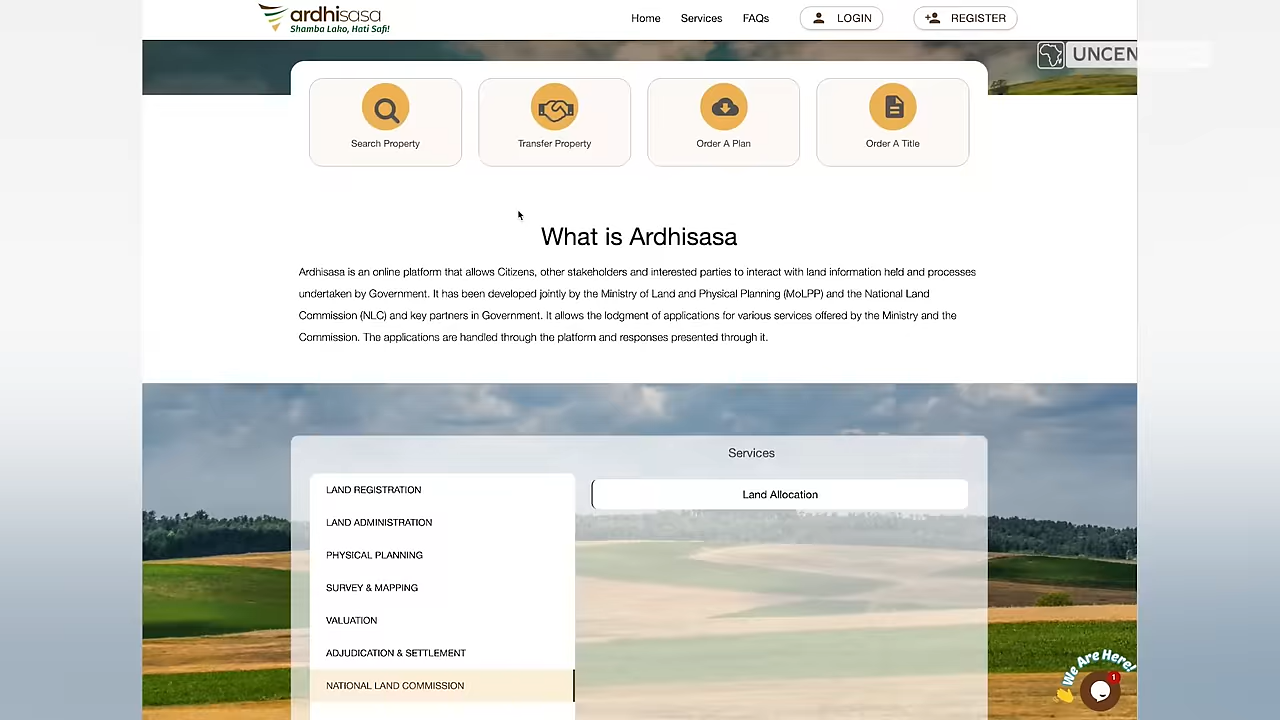 ardhisasa
Shamba Lako, Hati Safi!
Home
Services
FAQs
LOGIN
REGISTER
UNCEN
Search Property
Transfer Property
Order A Plan
Order A Title
What is Ardhisasa
Ardhisasa is an online platform that allows Citizens, other stakeholders and interested parties to interact with land information held and processes
undertaken by Government. It has been developed jointly by the Ministry of Land and Physical Planning (MoLPP) and the National Land
Commission (NLC) and key partners in Government. It allows the lodgment of applications for various services offered by the Ministry and the
Commission. The applications are handled through the platform and responses presented through it.
Services
LAND REGISTRATION
Land Allocation
LAND ADMINISTRATION
PHYSICAL PLANNING
SURVEY & MAPPING
VALUATION
ADJUDICATION & SETTLEMENT
NATIONAL LAND COMMISSION
We Are Here!
1